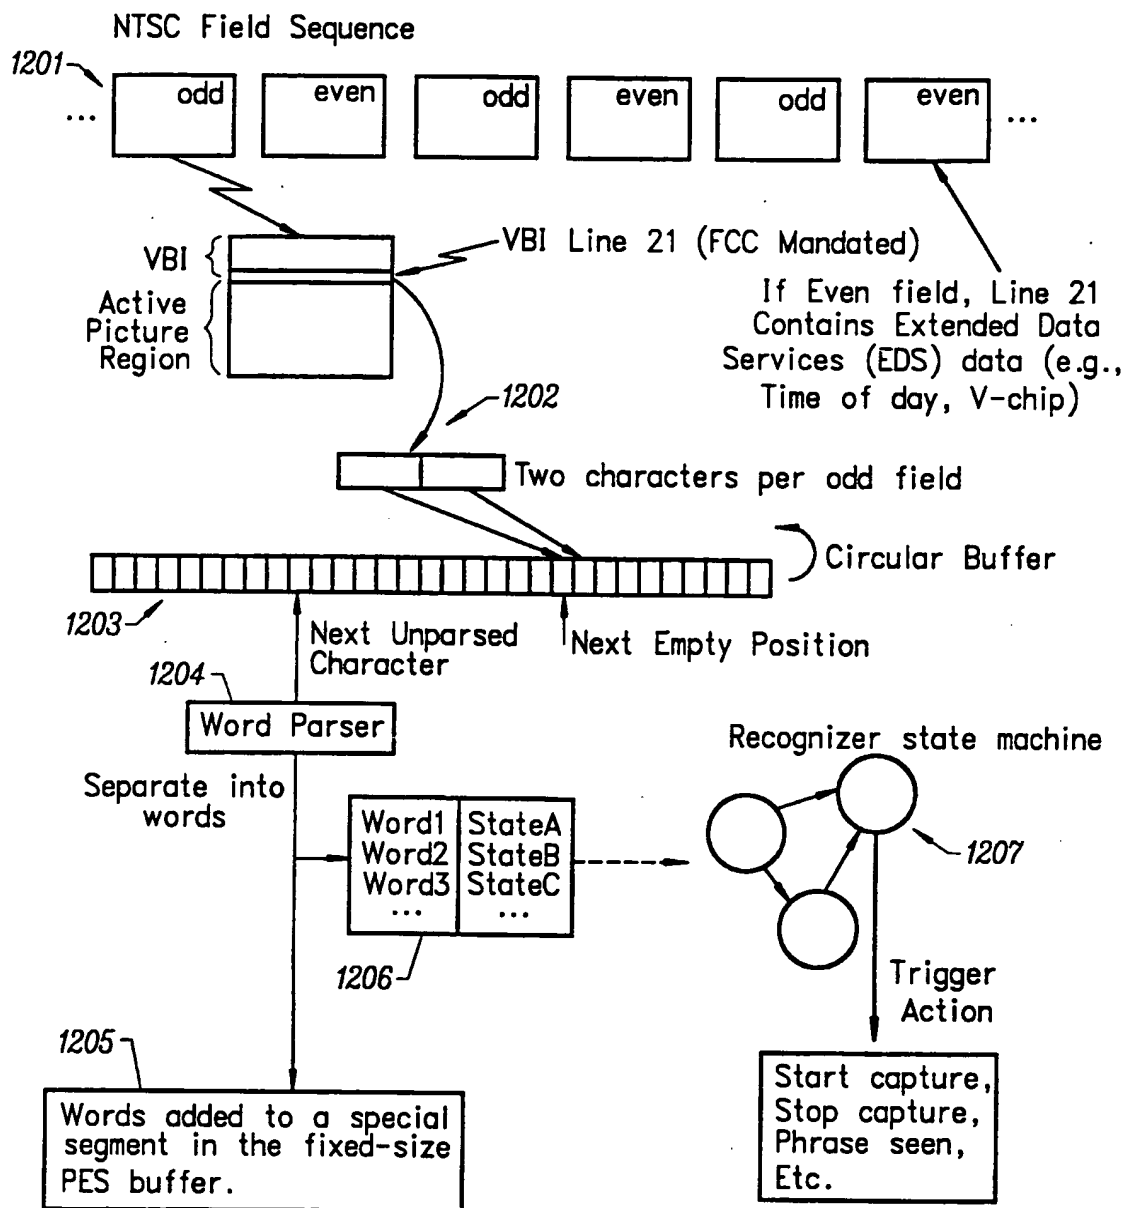 NTSC Field Sequence
1201
... odd even odd even odd even ...
VBI
VBI Line 21 (FCC Mandated)
Active
Picture
Region
If Even field, Line 21
Contains Extended Data
Services (EDS) data (e.g.,
Time of day, V-chip)
1202
Two characters per odd field
Circular Buffer
1203
Next Unparsed
Character
Next Empty Position
1204
Word Parser
Separate into
words
Recognizer state machine
Word1 StateA
Word2 StateB
Word3 StateC
... ...
1206
1207
Trigger
Action
1205
Words added to a special
segment in the fixed-size
PES buffer.
Start capture,
Stop capture,
Phrase seen,
Etc.